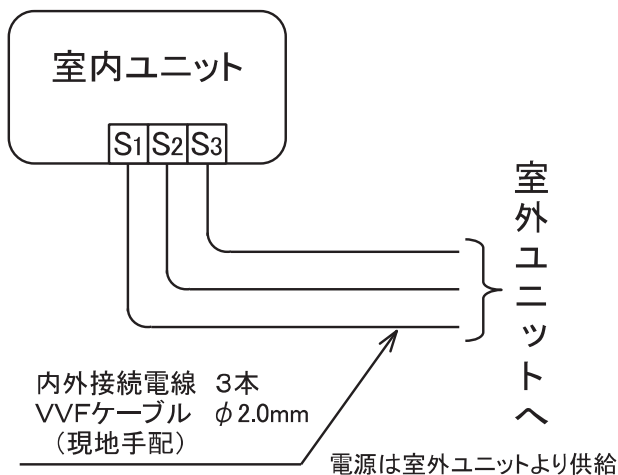 室内ユニット
S1 S2 S3
室外ユニットへ
内外接続電線 3本
VVFケーブル φ2.0mm
(現地手配)
電源は室外ユニットより供給